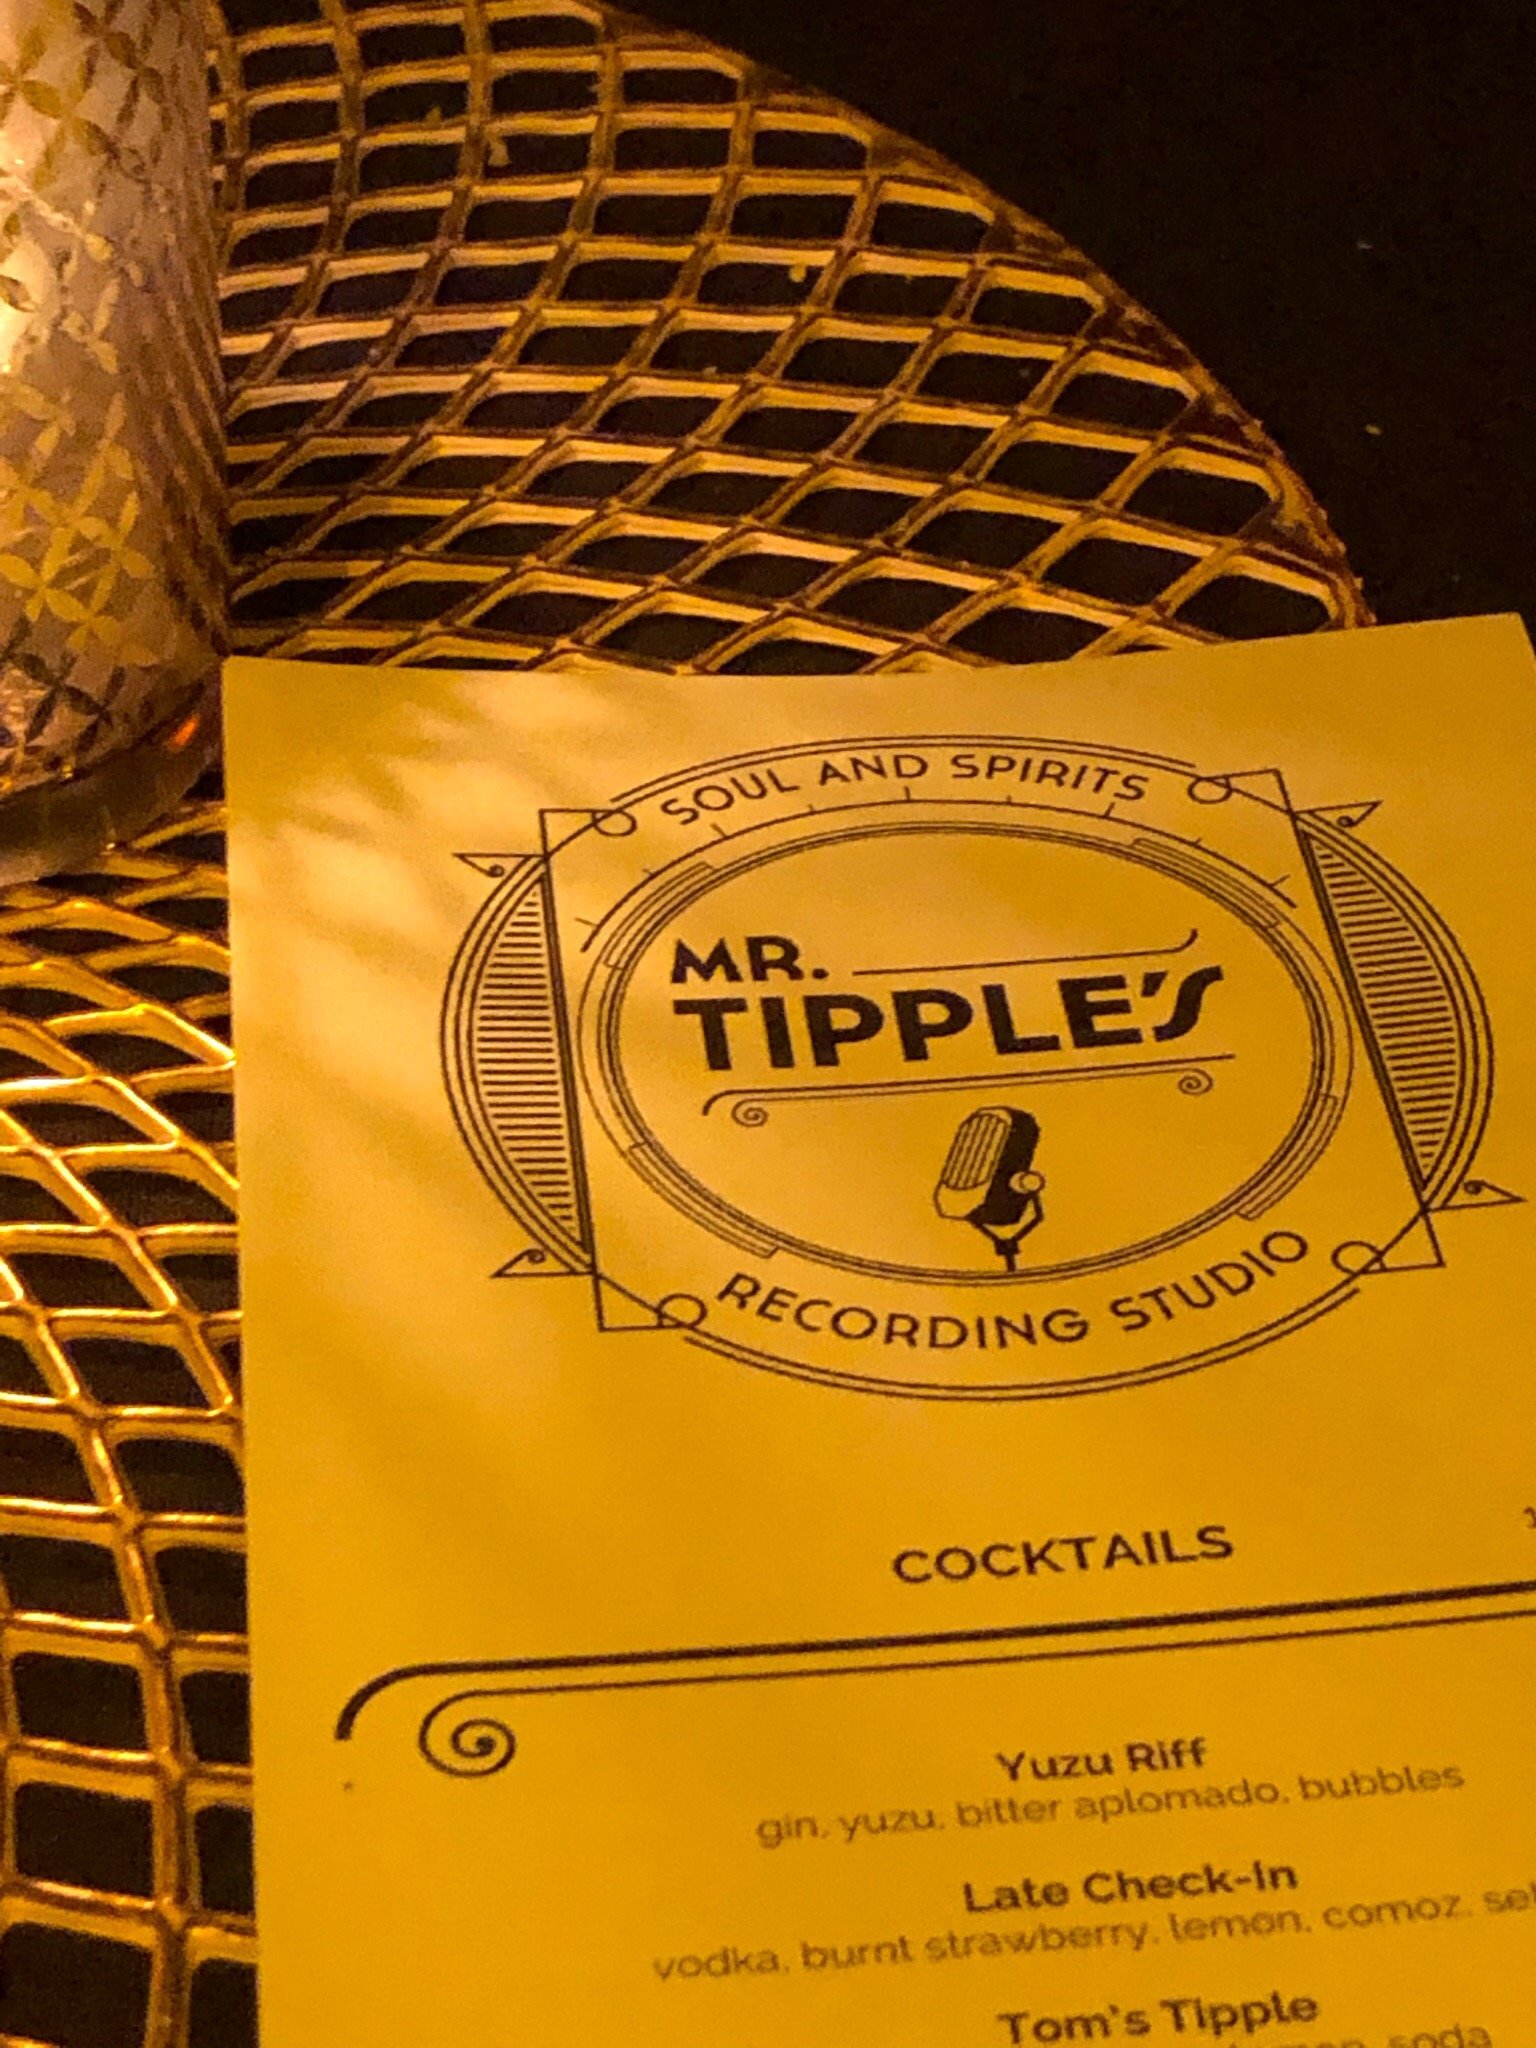 SOUL AND SPIRITS
MR.
TIPPLE'S
RECORDING STUDIO
COCKTAILS
Yuzu Riff
gin, yuzu, bitter aplomado, bubbles
Late Check-In
vodka, burnt strawberry, lemon, comoz,
Tom's Tipple
soda